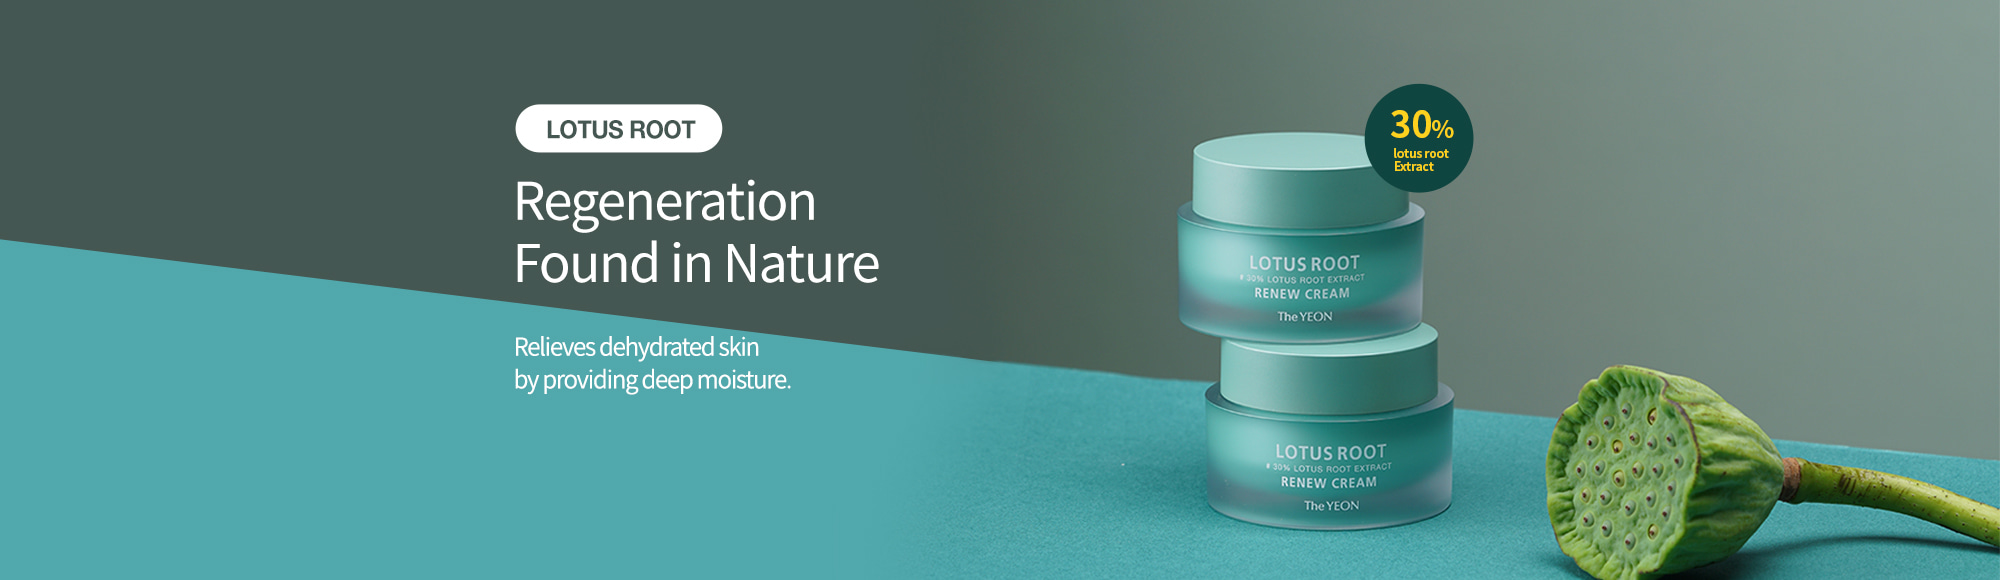 LOTUS ROOT
Regeneration
Found in Nature
Relieves dehydrated skin
by providing deep moisture.
30%
lotus root
Extract
LOTUS ROOT
# 30% LOTUS ROOT EXTRACT
RENEW CREAM
The YEON
LOTUS ROOT
# 30% LOTUS ROOT EXTRACT
RENEW CREAM
The YEON